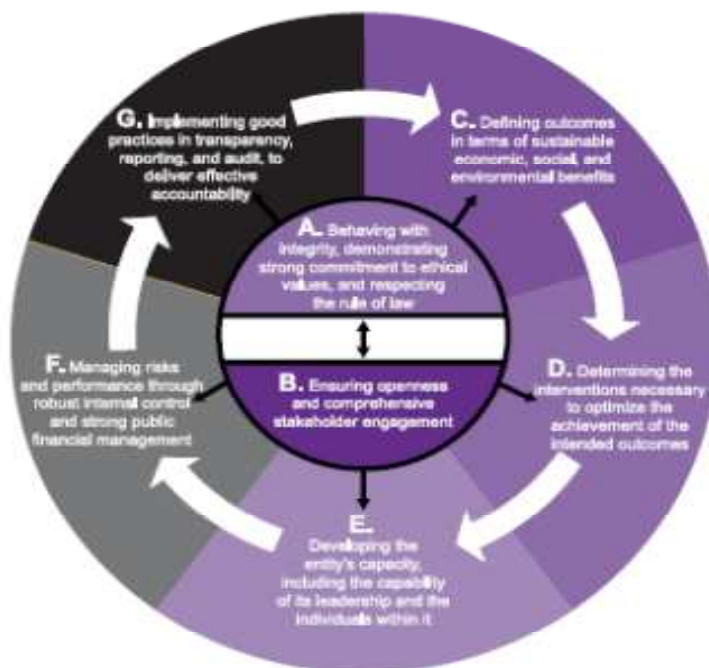 G. Implementing good
practices in transparency,
reporting, and audit, to
deliver effective
accountability
C. Defining outcomes
in terms of sustainable
economic, social, and
environmental benefits
A. Behaving with
integrity, demonstrating
strong commitment to ethical
values, and respecting
the rule of law
B. Ensuring openness
and comprehensive
stakeholder engagement
D. Determining the
interventions necessary
to optimize the
achievement of the
intended outcomes
E.
Developing the
entity's capacity,
including the capability
of its leadership and the
individuals within it
F. Managing risks
and performance through
robust internal control
and strong public
financial management